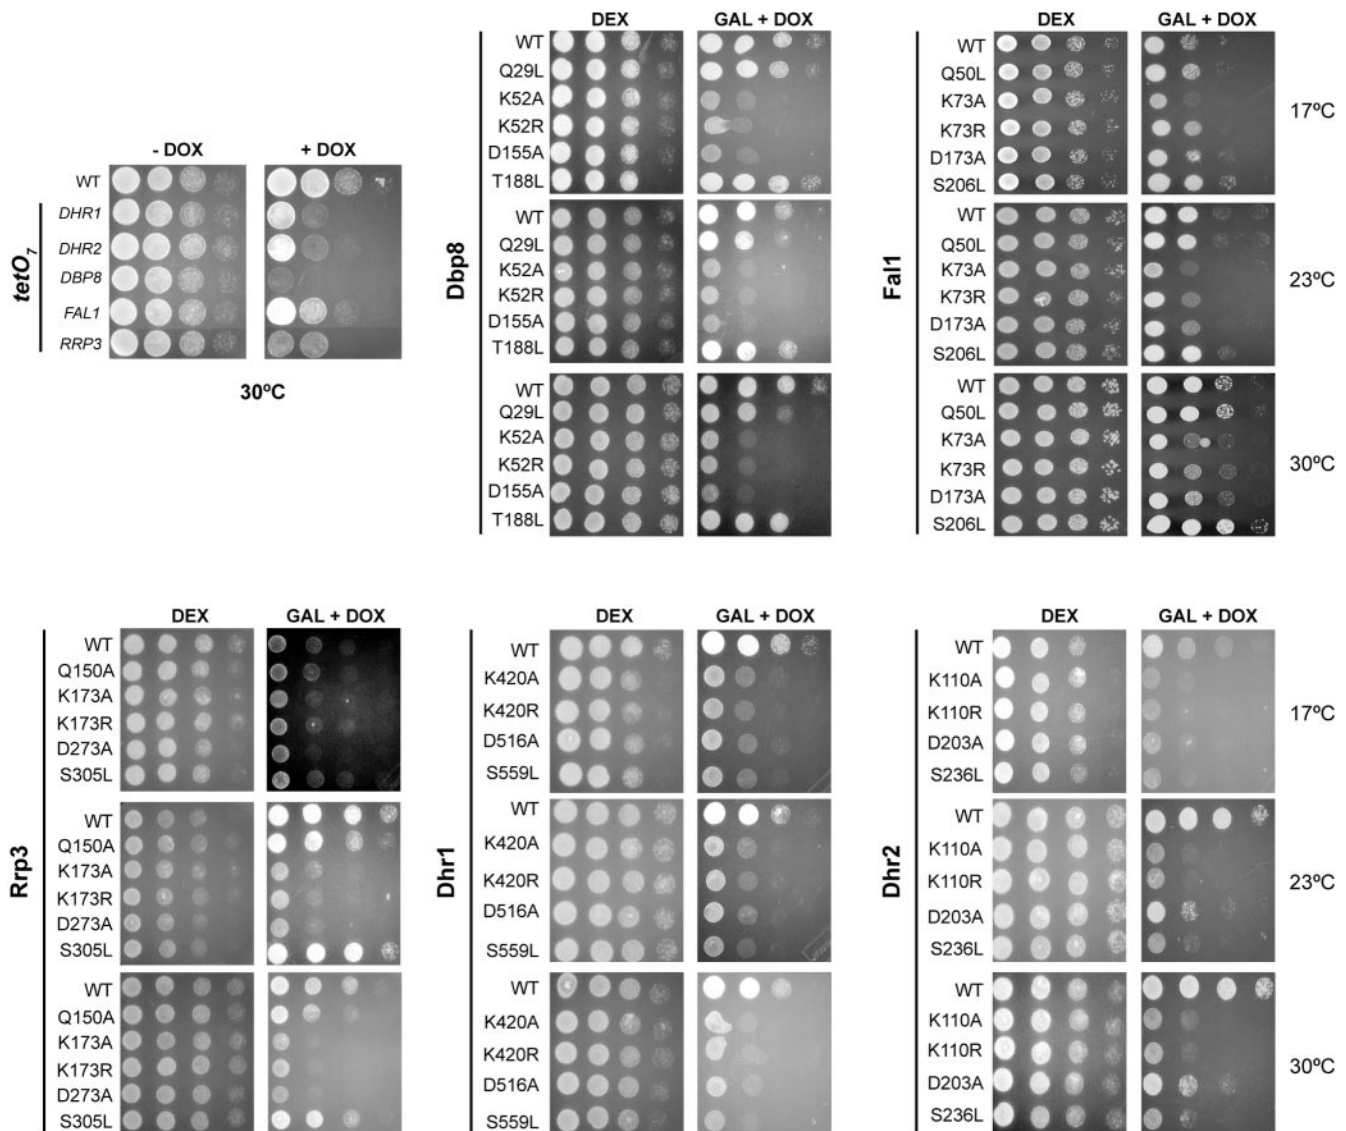 - DOX + DOX
WT
DHR1
DHR2
DBP8
FAL1
RRP3
tetO7
30ºC
DEX GAL + DOX
Dbp8
WT
Q29L
K52A
K52R
D155A
T188L
WT
Q29L
K52A
K52R
D155A
T188L
WT
Q29L
K52A
K52R
D155A
T188L
DEX GAL + DOX
Fal1
WT
Q50L
K73A
K73R
D173A
S206L
17ºC
WT
Q50L
K73A
K73R
D173A
S206L
23ºC
WT
Q50L
K73A
K73R
D173A
S206L
30ºC
DEX GAL + DOX
Rrp3
WT
Q150A
K173A
K173R
D273A
S305L
WT
Q150A
K173A
K173R
D273A
S305L
WT
Q150A
K173A
K173R
D273A
S305L
DEX GAL + DOX
Dhr1
WT
K420A
K420R
D516A
S559L
WT
K420A
K420R
D516A
S559L
WT
K420A
K420R
D516A
S559L
DEX GAL + DOX
Dhr2
WT
K110A
K110R
D203A
S236L
17ºC
WT
K110A
K110R
D203A
S236L
23ºC
WT
K110A
K110R
D203A
S236L
30ºC